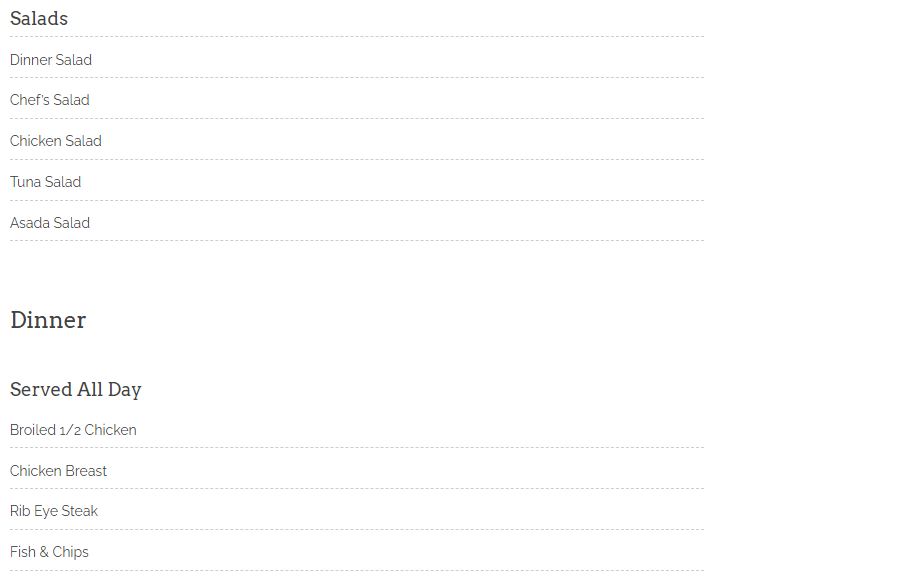 Salads
Dinner Salad
Chef's Salad
Chicken Salad
Tuna Salad
Asada Salad
Dinner
Served All Day
Broiled 1/2 Chicken
Chicken Breast
Rib Eye Steak
Fish & Chips